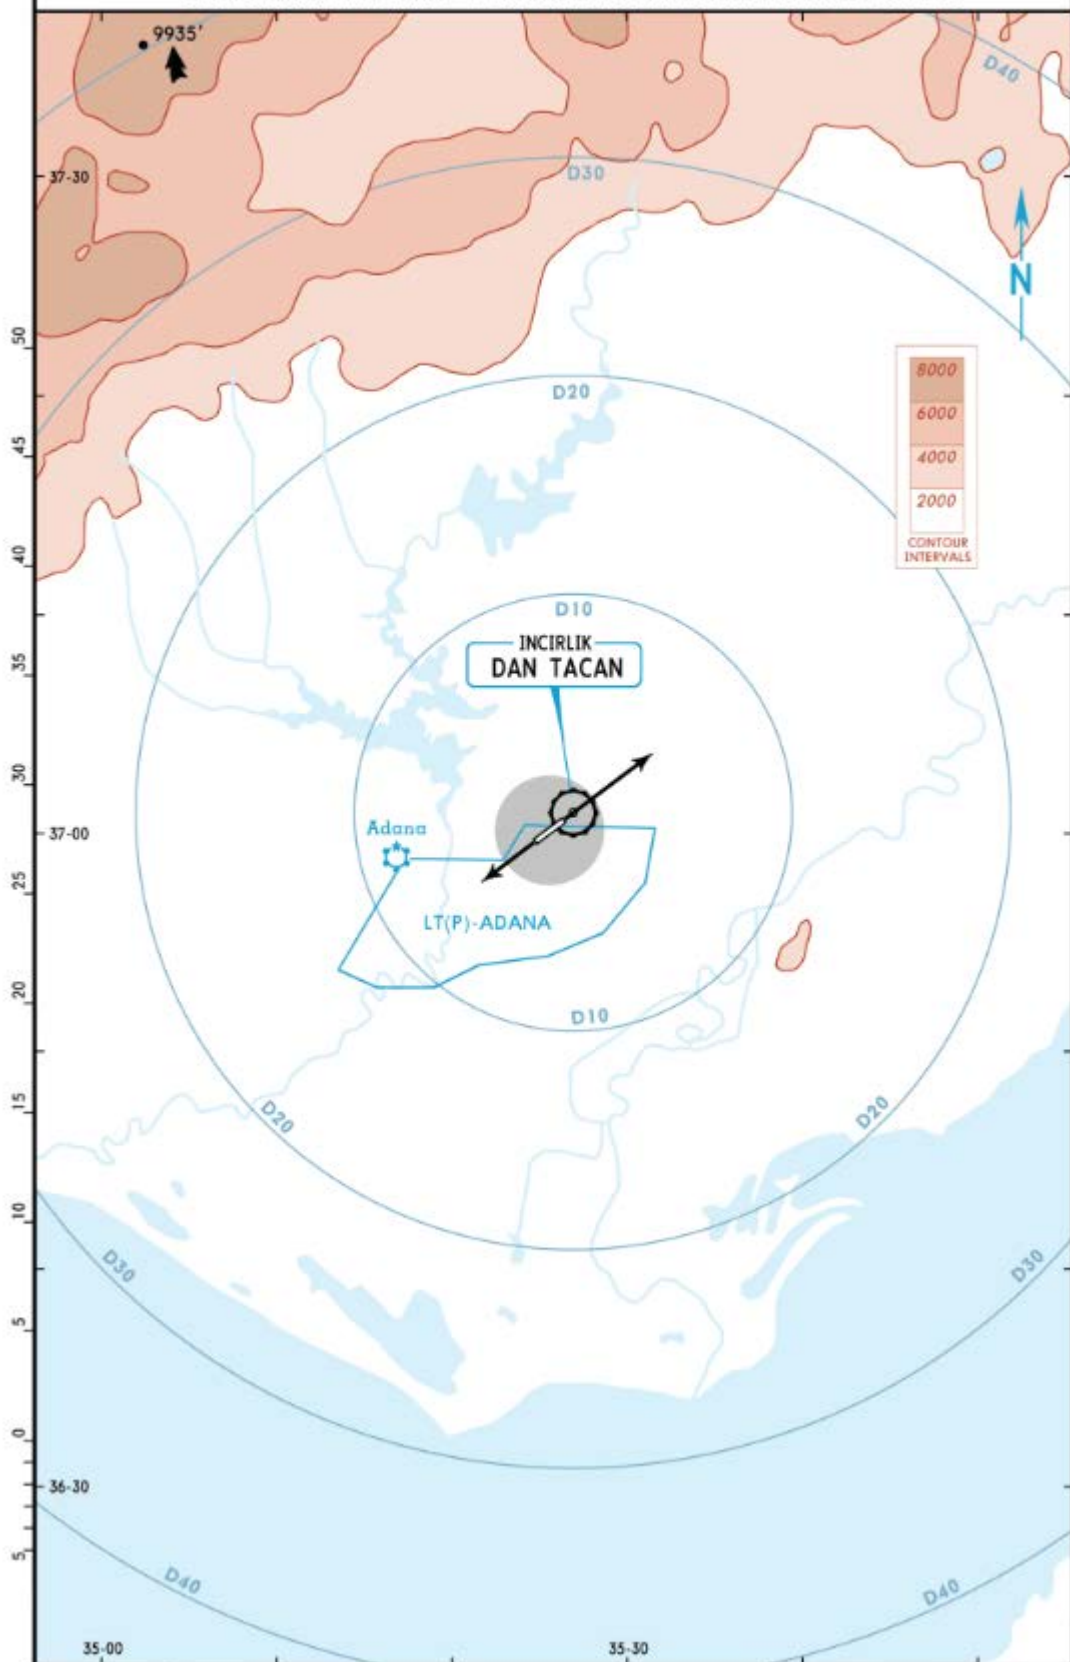 9935'
D40
37-30
D30
N
50
D20
8000
6000
4000
2000
CONTOUR
INTERVALS
45
40
D10
INCIRLIK
DAN TACAN
35
30
Adana
37-00
25
LT(P)-ADANA
20
D10
15
D20
D20
10
D30
D30
5
0
36-30
5
D40
D40
35-00
35-30